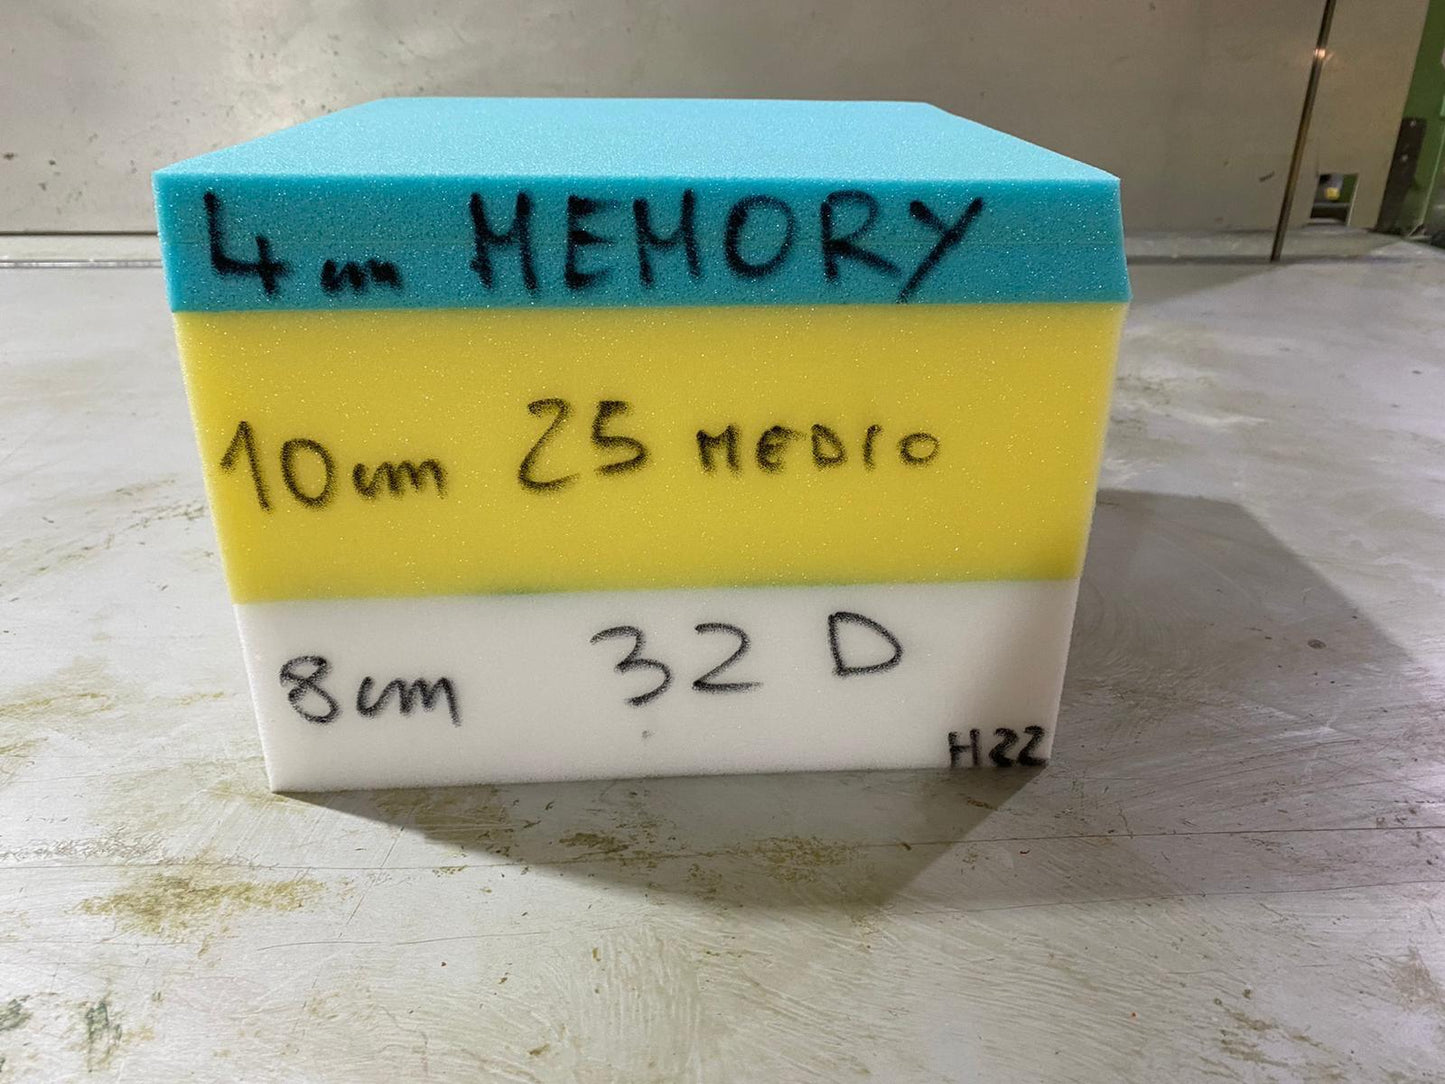 4cm MEMORY
10cm 25 MEDIO
8cm 32 D
H22